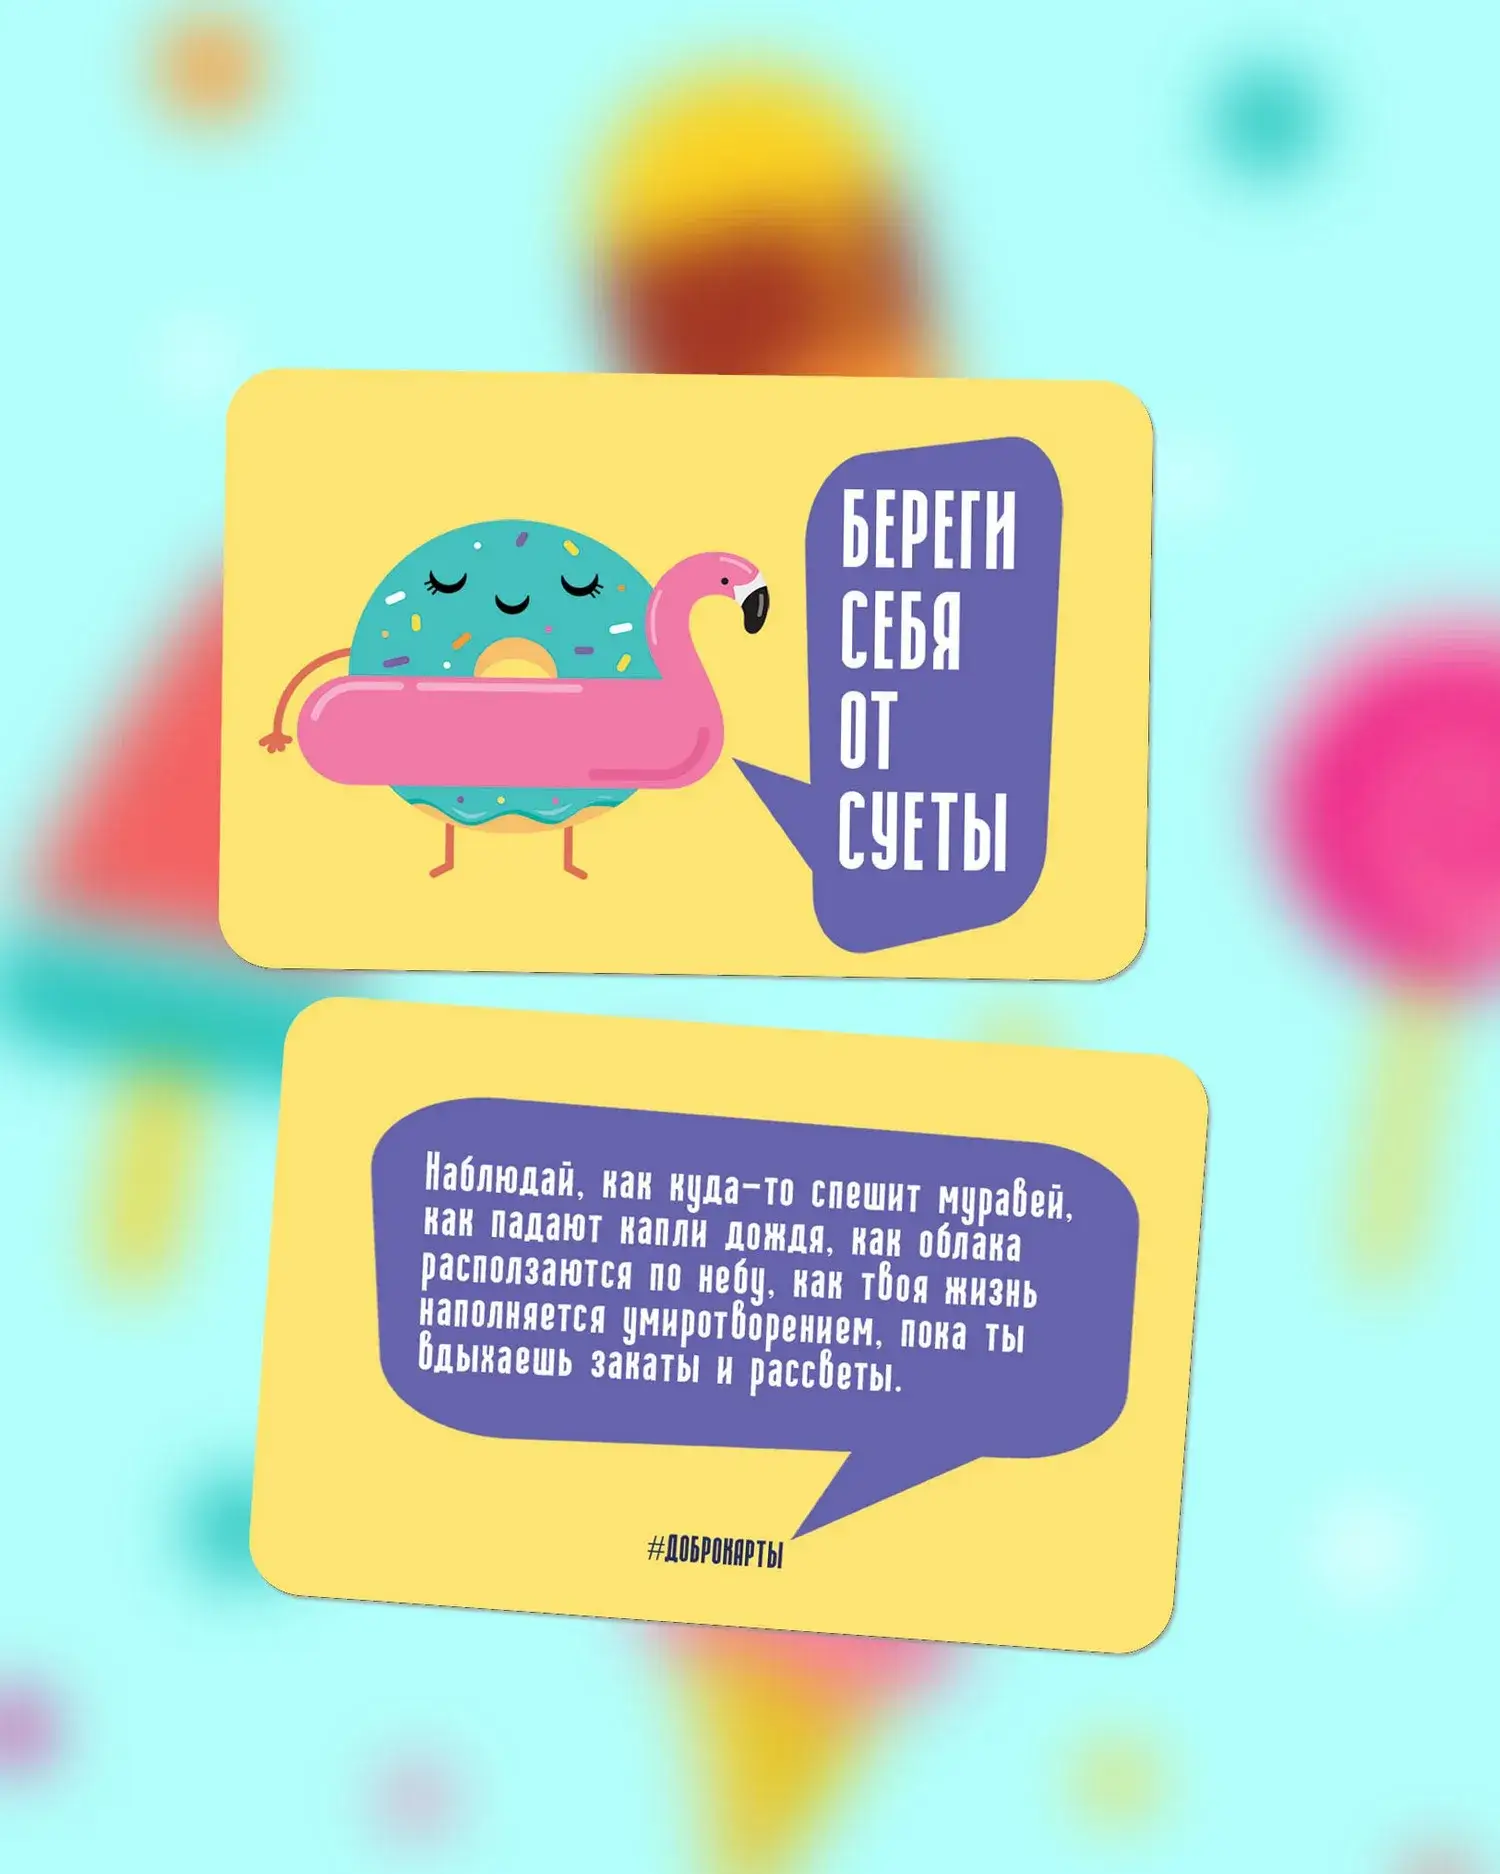 БЕРЕГИ
СЕБЯ
ОТ
СУЕТЫ
Наблюдай, как куда-то спешит муравей,
как падают капли дождя, как облака
расползаются по небу, как твоя жизнь
наполняется умиротворением, пока ты
вдыхаешь закаты и рассветы.
#ДОБРОКАРТЫ